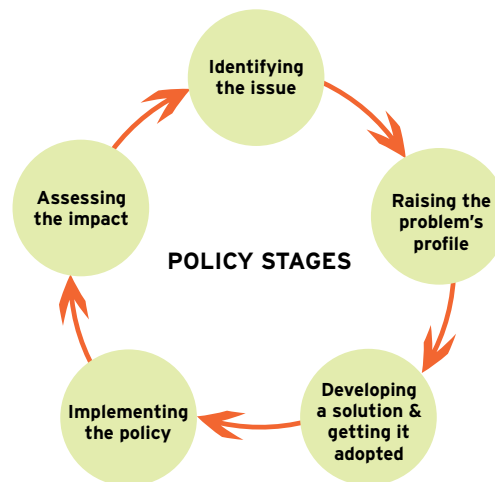 Identifying
the issue
Raising the
problem's
profile
Developing
a solution &
getting it
adopted
Implementing
the policy
Assessing
the impact
POLICY STAGES